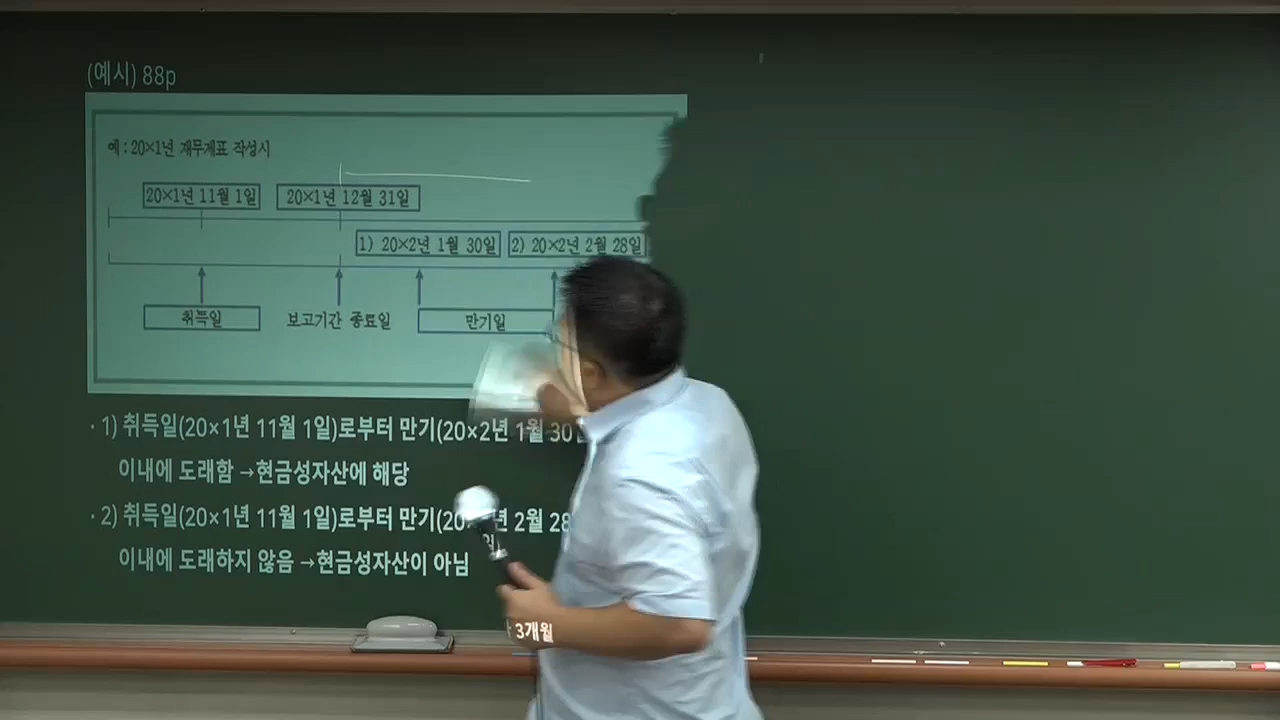 (예시) 88p
예 : 20×1년 재무제표 작성시
20×1년 11월 1일 20×1년 12월 31일
1) 20×2년 1월 30일 2) 20×2년 2월 28일
취득일 보고기간 종료일 만기일
· 1) 취득일(20×1년 11월 1일)로부터 만기(20×2년 1월 30일
이내에 도래함 →현금성자산에 해당
· 2) 취득일(20×1년 11월 1일)로부터 만기(20 년 2월 28
이내에 도래하지 않음 →현금성자산이 아님
3개월